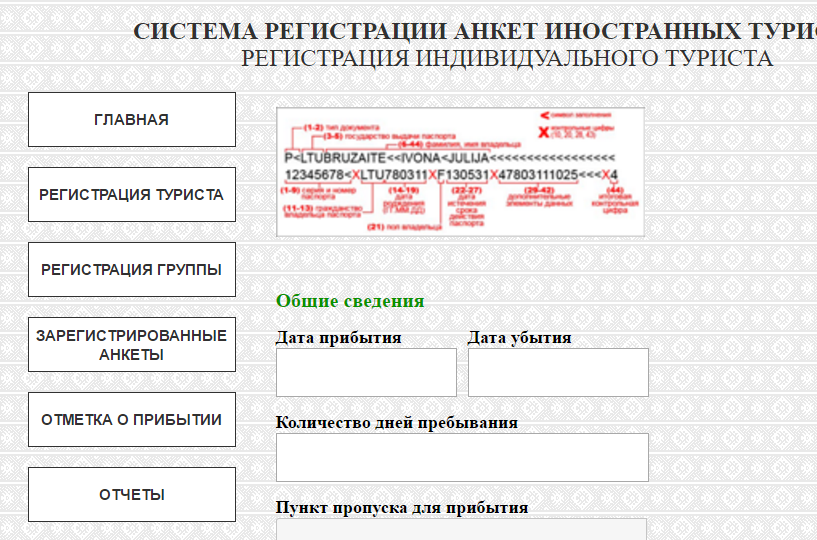 СИСТЕМА РЕГИСТРАЦИИ АНКЕТ ИНОСТРАННЫХ ТУРИС
РЕГИСТРАЦИЯ ИНДИВИДУАЛЬНОГО ТУРИСТА
ГЛАВНАЯ
РЕГИСТРАЦИЯ ТУРИСТА
РЕГИСТРАЦИЯ ГРУППЫ
ЗАРЕГИСТРИРОВАННЫЕ
АНКЕТЫ
ОТМЕТКА О ПРИБЫТИИ
ОТЧЕТЫ
< символ заполнения
X контрольные цифры
(10, 20, 28, 43)
(1-2) тип документа
(3-5) государство выдачи паспорта
(6-44) фамилия, имя владельца
P<LTUBRUZAITE<<IVONA<JULIJA<<<<<<<<<<<<<<<<<
12345678<XLTU780311XF130531X47803111025<<<X4
(1-9) серия и номер
паспорта
(11-13) гражданство
владельца паспорта
(14-19)
дата
рождения
(ГГ.ММ.ДД)
(21) пол владельца
(22-27)
дата
истечения
срока
действия
паспорта
(29-42)
дополнительные
элементы данных
(44)
итоговая
контрольная
цифра
Общие сведения
Дата прибытия
Дата убытия
Количество дней пребывания
Пункт пропуска для прибытия